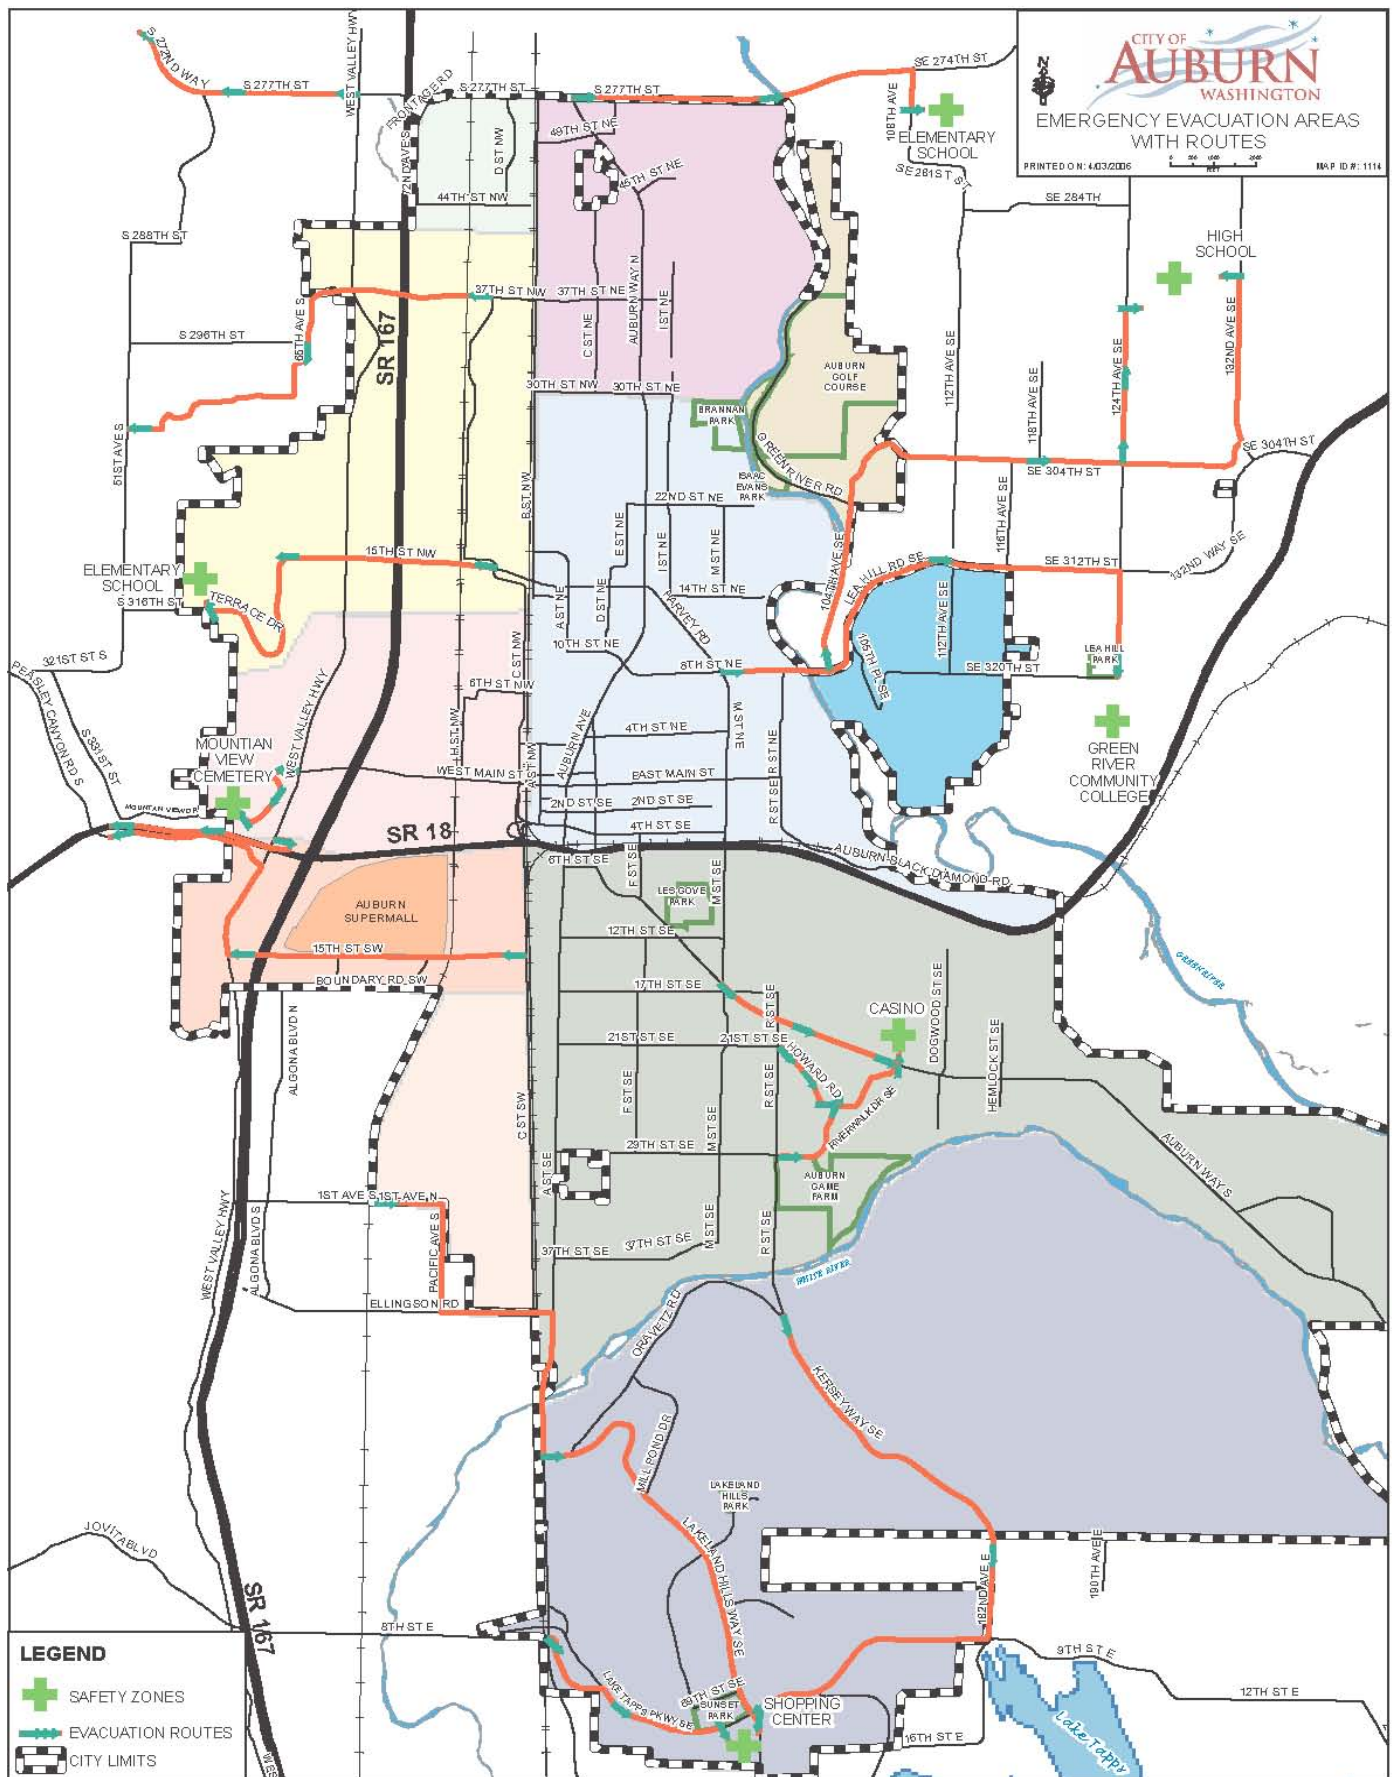 CITY OF
AUBURN
WASHINGTON
EMERGENCY EVACUATION AREAS
WITH ROUTES
PRINTED ON: 4/03/2006
MAP ID #: 1114
FEET
S 272ND WAY
S 277TH ST
WEST VALLEY HWY
FRONTAGE RD
S 277TH ST
S 277TH ST
SE 274TH ST
108TH AVE
ELEMENTARY
SCHOOL
SE 281ST ST
SE 284TH
49TH ST NE
45TH ST NE
D ST NW
44TH ST NW
S 288TH ST
HIGH
SCHOOL
37TH ST NW
37TH ST NE
AUBURN WAY N
C ST NE
I ST NE
S 296TH ST
65TH AVE S
SR 167
112TH AVE SE
118TH AVE SE
124TH AVE SE
132ND AVE SE
AUBURN
GOLF
COURSE
30TH ST NW
30TH ST NE
BRANNAN
PARK
GREEN RIVER RD
51ST AVE S
SE 304TH ST
SE 304TH ST
ISAAC
EVANS
PARK
B ST NW
22ND ST NE
E ST NE
I ST NE
M ST NE
116TH AVE SE
15TH ST NW
ELEMENTARY
SCHOOL
S 316TH ST
TERRACE DR
A ST NE
D ST NE
14TH ST NE
HARVEY RD
104TH AVE SE
LEA HILL RD SE
SE 312TH ST
132ND WAY SE
112TH AVE SE
105TH PL SE
10TH ST NE
8TH ST NE
SE 320TH ST
LEA HILL
PARK
321ST ST S
PEASLEY CANYON RD S
S 331ST ST
C ST NW
6TH ST NW
WEST VALLEY HWY
AUBURN AVE
4TH ST NE
M ST NE
R ST NE
GREEN
RIVER
COMMUNITY
COLLEGE
MOUNTIAN
VIEW
CEMETERY
WEST MAIN ST
A ST NW
EAST MAIN ST
R ST SE
2ND ST SE
2ND ST SE
4TH ST SE
SR 18
6TH ST SE
F ST SE
M ST SE
AUBURN-BLACK DIAMOND RD
AUBURN
SUPERMALL
LES GOVE
PARK
12TH ST SE
15TH ST SW
BOUNDARY RD SW
17TH ST SE
R ST SE
CASINO
DOGWOOD ST SE
GREEN RIVER
ALGONA BLVD N
21ST ST SE
21ST ST SE
HOWARD RD
HEMLOCK ST SE
C ST SW
F ST SE
M ST SE
R ST SE
RIVERWALK DR SE
29TH ST SE
A ST SE
AUBURN
GAME
FARM
AUBURN WAY S
WEST VALLEY HWY
ALGONA BLVD S
1ST AVE S
1ST AVE N
PACIFIC AVE S
M ST SE
R ST SE
37TH ST SE
37TH ST SE
WHITE RIVER
ELLINGSON RD
ORAVETZ RD
KERSEY WAY SE
MILL POND DR
LAKELAND
HILLS
PARK
LAKELAND HILLS WAY SE
JOVITA BLVD
SR 167
182ND AVE E
190TH AVE E
8TH ST E
9TH ST E
12TH ST E
LAKE TAPPS PKWY SE
69TH ST SE
SUNSET
PARK
SHOPPING
CENTER
16TH ST E
Lake Tapps
LEGEND
SAFETY ZONES
EVACUATION ROUTES
CITY LIMITS